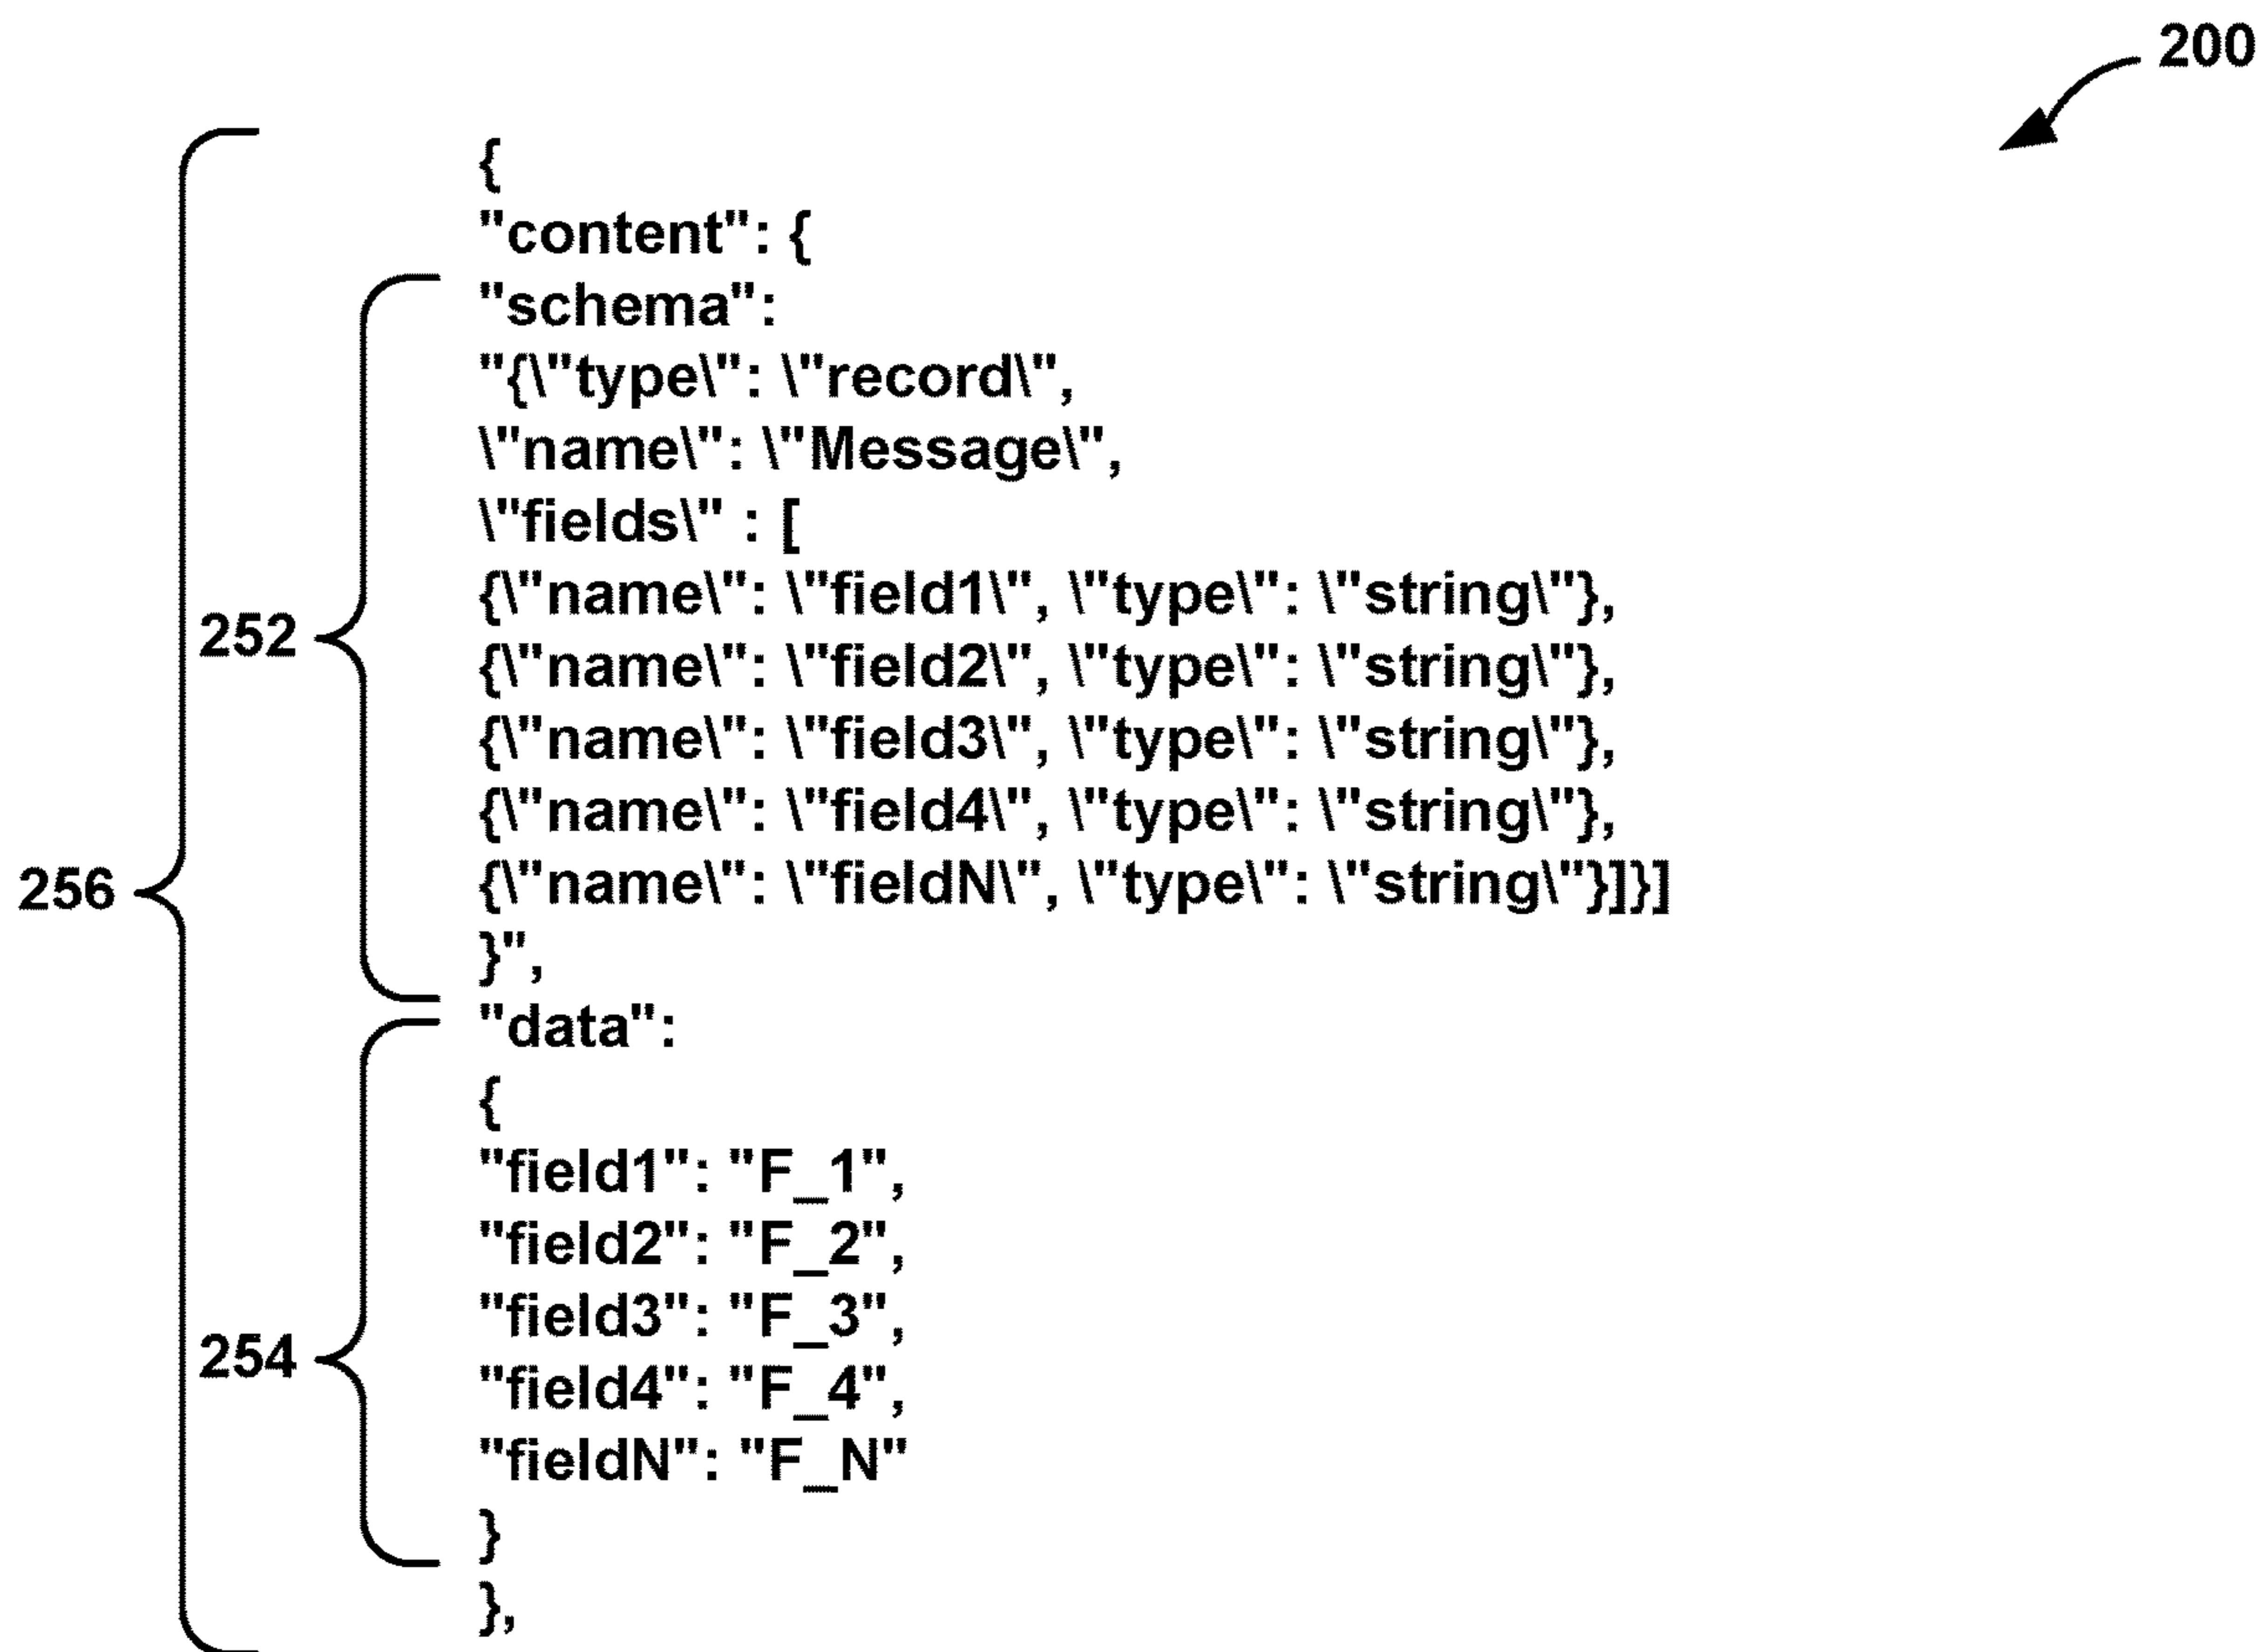 200
{
"content": {
"schema":
"{\"type\": \"record\",
\"name\": \"Message\",
\"fields\" : [
{\"name\": \"field1\", \"type\": \"string\"},
252
{\"name\": \"field2\", \"type\": \"string\"},
{\"name\": \"field3\", \"type\": \"string\"},
{\"name\": \"field4\", \"type\": \"string\"},
256
{\"name\": \"fieldN\", \"type\": \"string\"}]}]
}",
"data":
{
"field1": "F_1",
"field2": "F_2",
"field3": "F_3",
254
"field4": "F_4",
"fieldN": "F_N"
}
},